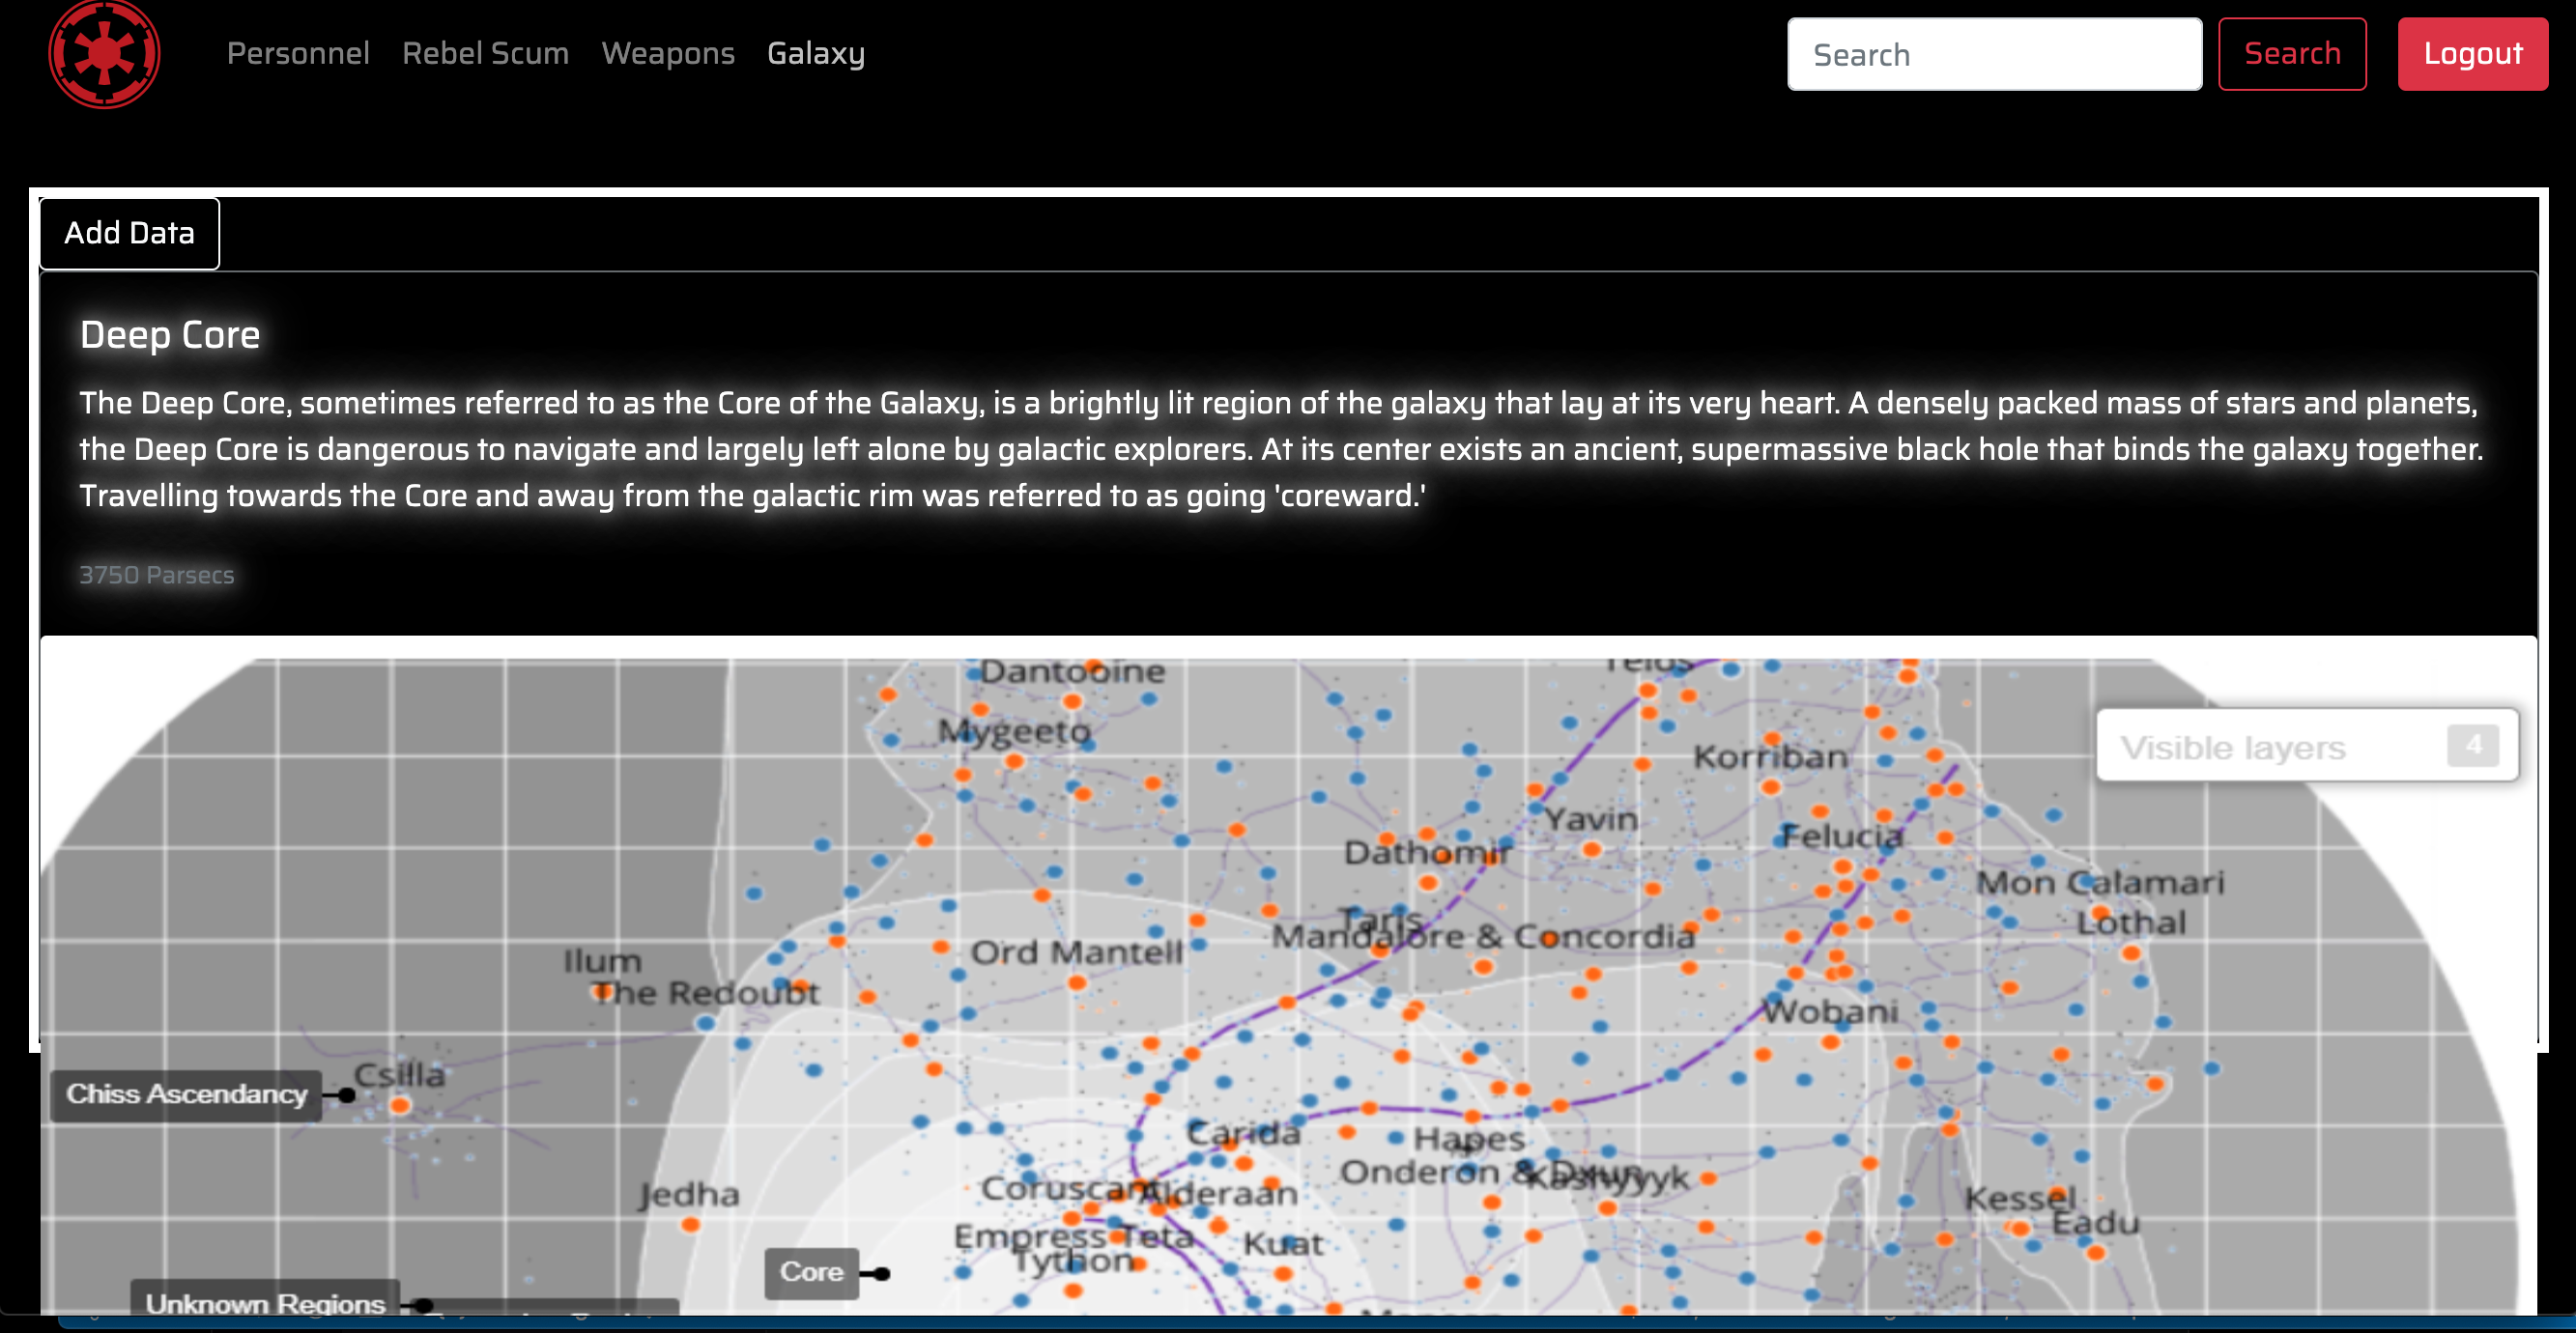 Personnel Rebel Scum Weapons Galaxy Search Search Logout
Add Data
Deep Core
The Deep Core, sometimes referred to as the Core of the Galaxy, is a brightly lit region of the galaxy that lay at its very heart. A densely packed mass of stars and planets,
the Deep Core is dangerous to navigate and largely left alone by galactic explorers. At its center exists an ancient, supermassive black hole that binds the galaxy together.
Travelling towards the Core and away from the galactic rim was referred to as going 'coreward.'
3750 Parsecs
Dantooine
Telos
Mygeeto
Korriban
Visible layers 4
Yavin
Felucia
Dathomir
Mon Calamari
Taris
Lothal
Mandalore & Concordia
Ord Mantell
Ilum
The Redoubt
Wobani
Csilla
Chiss Ascendancy
Carida
Hapes
Onderon & Dxun
Kashyyyk
Coruscant
Alderaan
Jedha
Kessel
Eadu
Empress Teta
Kuat
Tython
Core
Unknown Regions